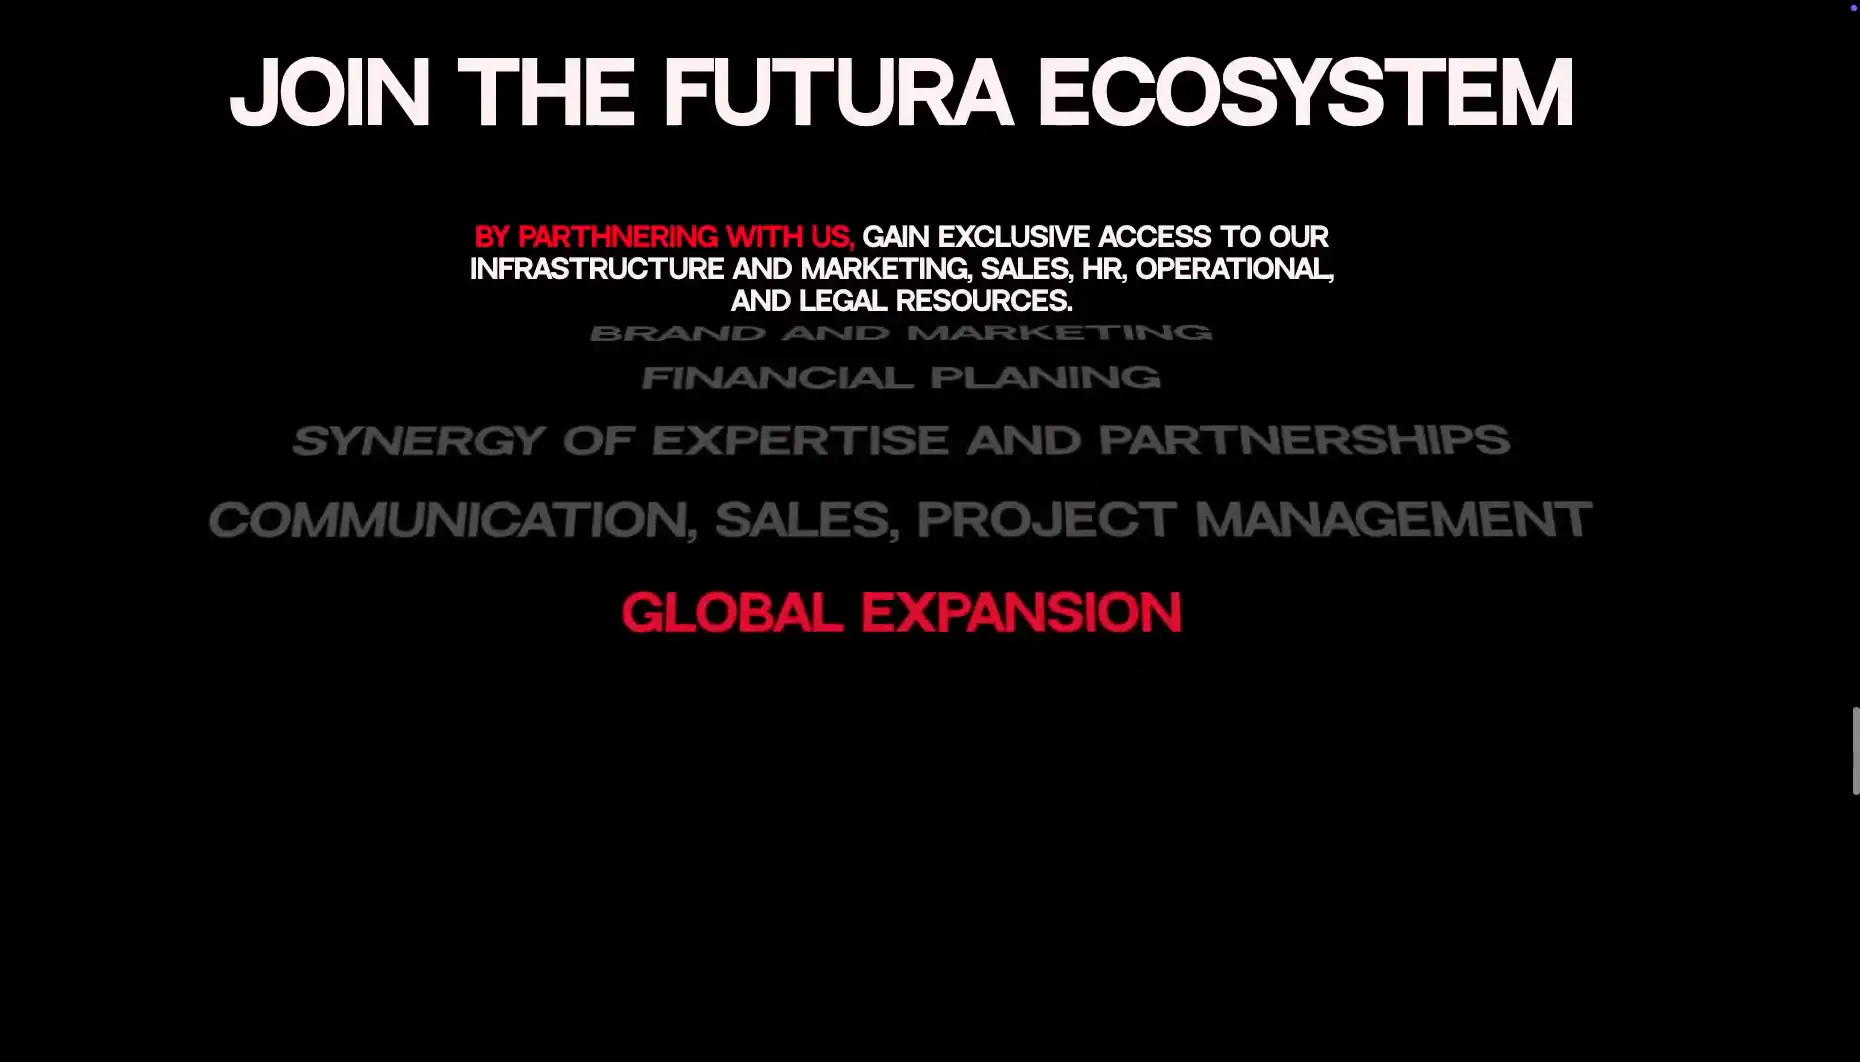 JOIN THE FUTURA ECOSYSTEM
BY PARTHNERING WITH US, GAIN EXCLUSIVE ACCESS TO OUR
INFRASTRUCTURE AND MARKETING, SALES, HR, OPERATIONAL,
AND LEGAL RESOURCES.
BRAND AND MARKETING
FINANCIAL PLANING
SYNERGY OF EXPERTISE AND PARTNERSHIPS
COMMUNICATION, SALES, PROJECT MANAGEMENT
GLOBAL EXPANSION